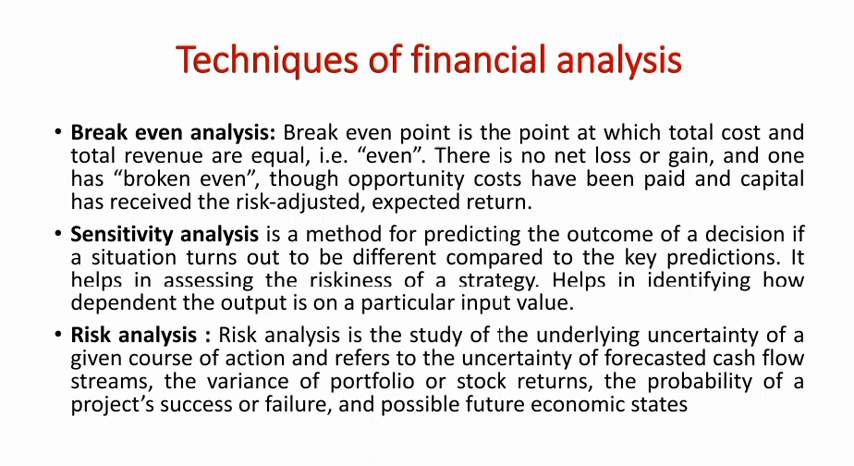 Techniques of financial analysis
• Break even analysis: Break even point is the point at which total cost and
total revenue are equal, i.e. “even”. There is no net loss or gain, and one
has “broken even”, though opportunity costs have been paid and capital
has received the risk-adjusted, expected return.
• Sensitivity analysis is a method for predicting the outcome of a decision if
a situation turns out to be different compared to the key predictions. It
helps in assessing the riskiness of a strategy. Helps in identifying how
dependent the output is on a particular input value.
• Risk analysis : Risk analysis is the study of the underlying uncertainty of a
given course of action and refers to the uncertainty of forecasted cash flow
streams, the variance of portfolio or stock returns, the probability of a
project’s success or failure, and possible future economic states